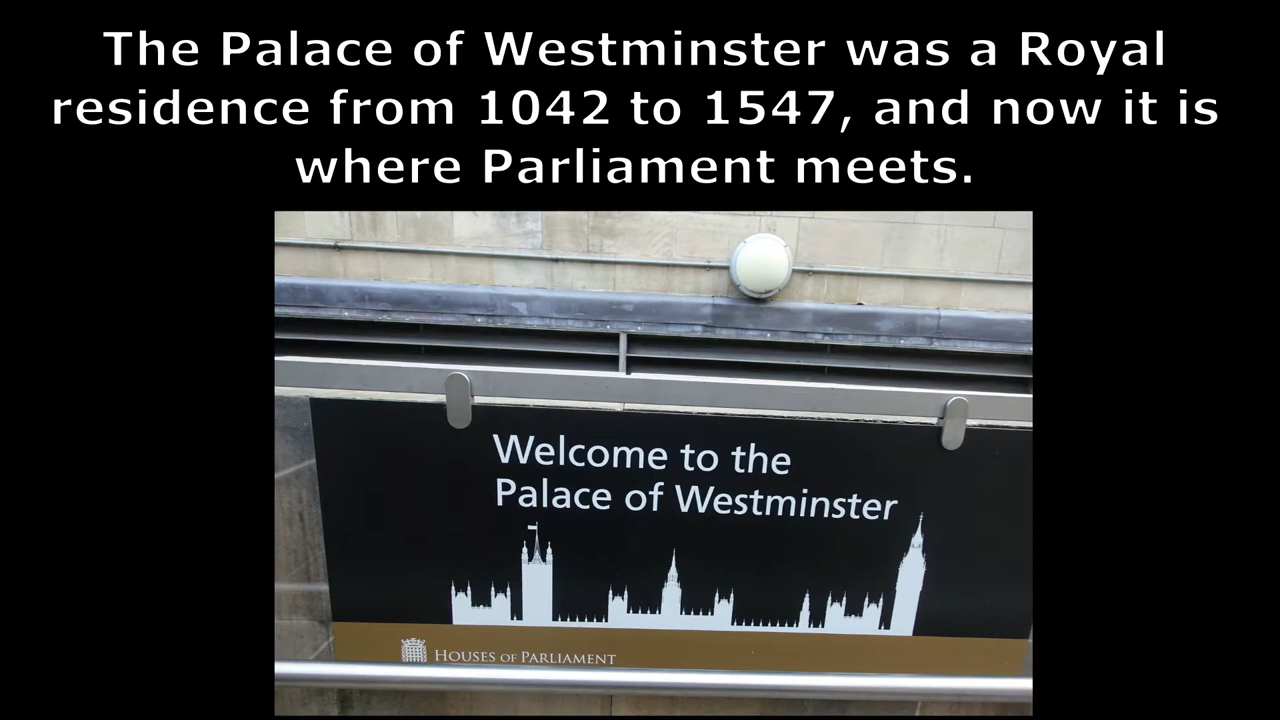 The Palace of Westminster was a Royal
residence from 1042 to 1547, and now it is
where Parliament meets.
Welcome to the
Palace of Westminster
HOUSES OF PARLIAMENT